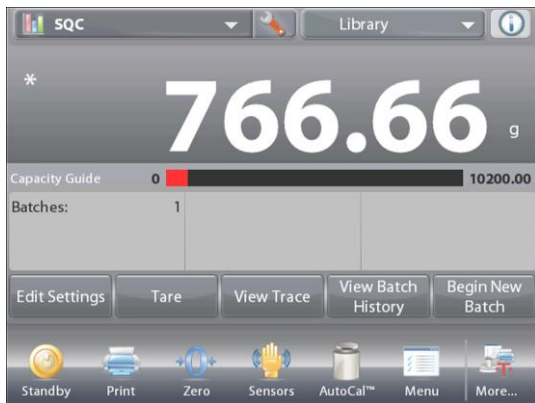 SQC Library
*
766.66 g
Capacity Guide 0 10200.00
Batches: 1
Edit Settings Tare View Trace View Batch History Begin New Batch
Standby Print Zero Sensors AutoCal™ Menu More...